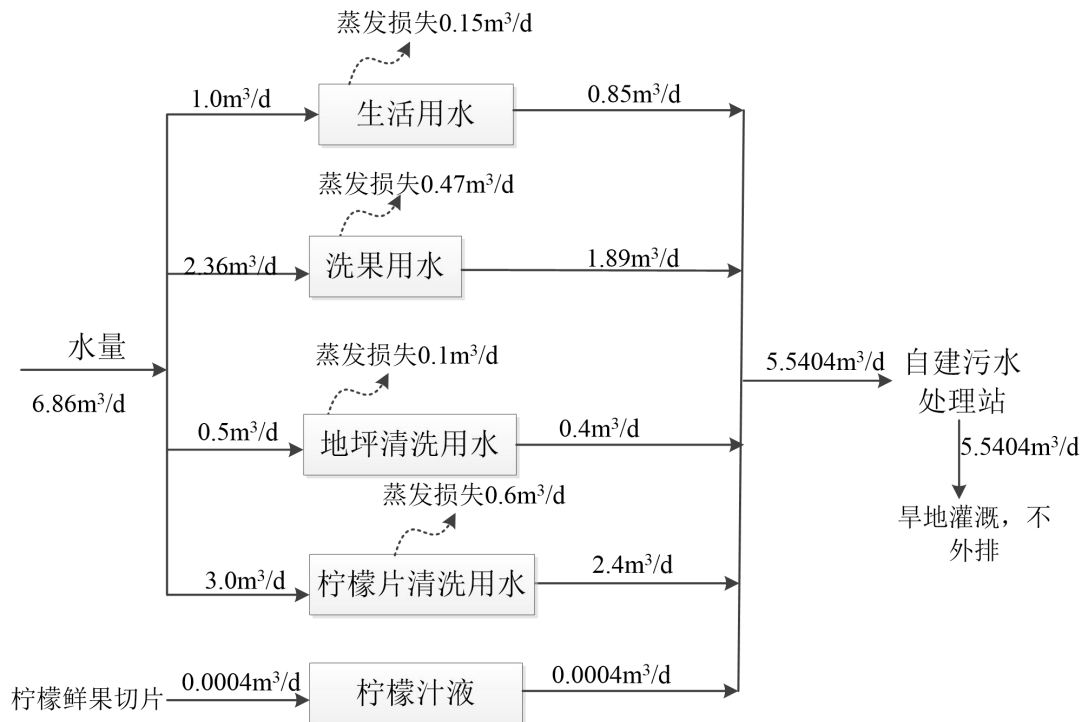 蒸发损失0.15m³/d
1.0m³/d
生活用水
0.85m³/d
蒸发损失0.47m³/d
2.36m³/d
洗果用水
1.89m³/d
水量
6.86m³/d
蒸发损失0.1m³/d
0.5m³/d
地坪清洗用水
0.4m³/d
5.5404m³/d
自建污水
处理站
5.5404m³/d
旱地灌溉，不
外排
蒸发损失0.6m³/d
3.0m³/d
柠檬片清洗用水
2.4m³/d
柠檬鲜果切片
0.0004m³/d
柠檬汁液
0.0004m³/d